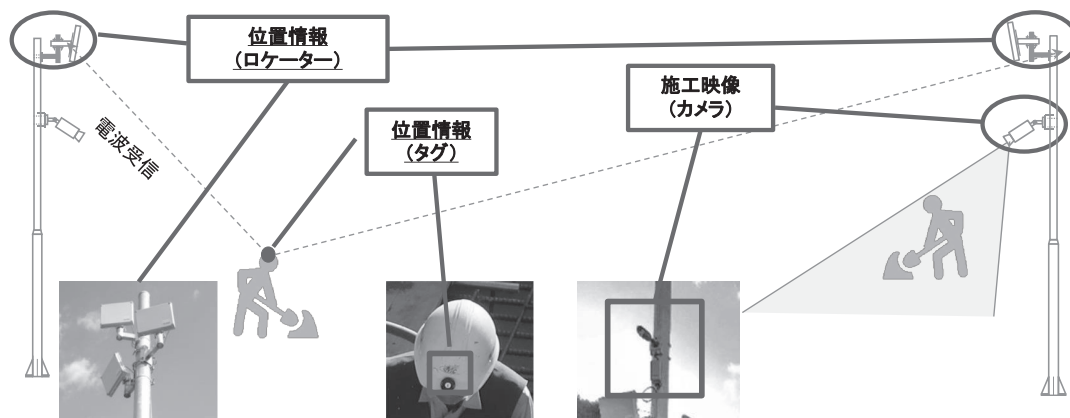 位置情報
(ロケーター)
施工映像
(カメラ)
位置情報
(タグ)
電波受信